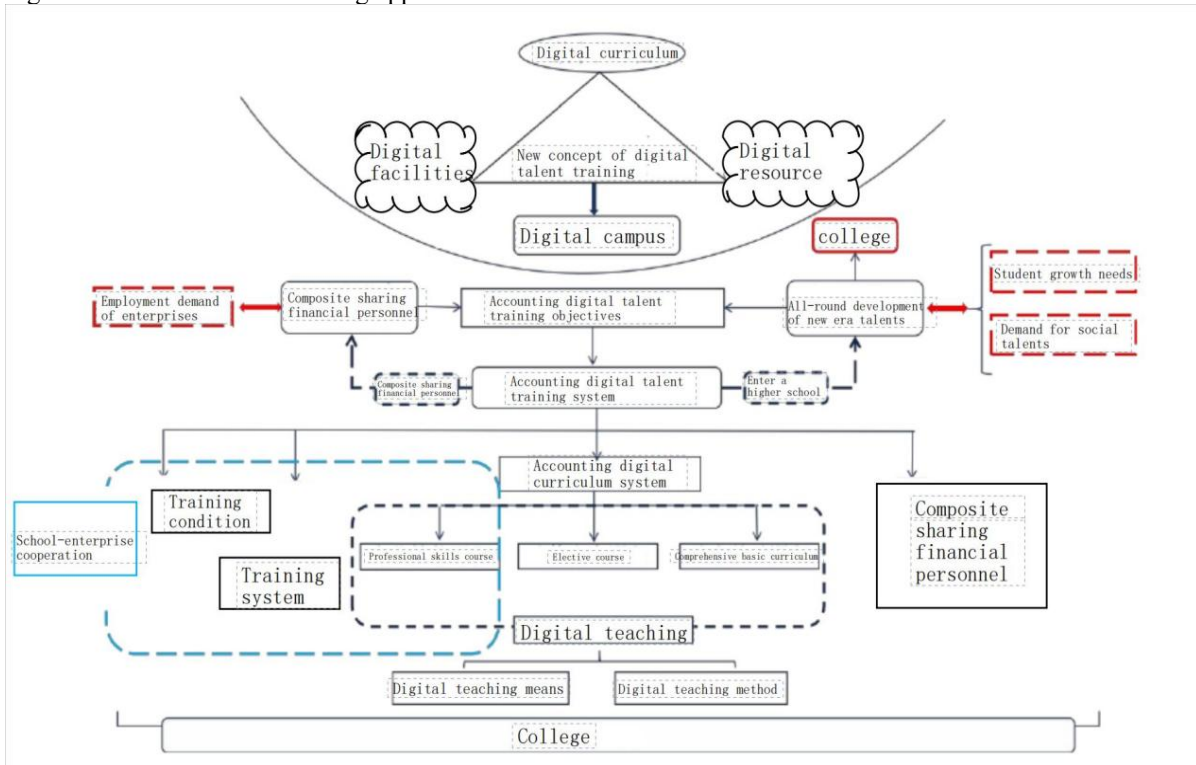 Digital curriculum
Digital
facilities
New concept of digital
talent training
Digital
resource
Digital campus
college
Employment demand
of enterprises
Composite sharing
financial personnel
Accounting digital talent
training objectives
All-round development
of new era talents
Student growth needs
Demand for social
talents
Composite sharing
financial personnel
Accounting digital talent
training system
Enter a
higher school
Accounting digital
curriculum system
School-enterprise
cooperation
Training
condition
Training
system
Professional skills course
Elective course
Comprehensive basic curriculum
Composite
sharing
financial
personnel
Digital teaching
Digital teaching means
Digital teaching method
College